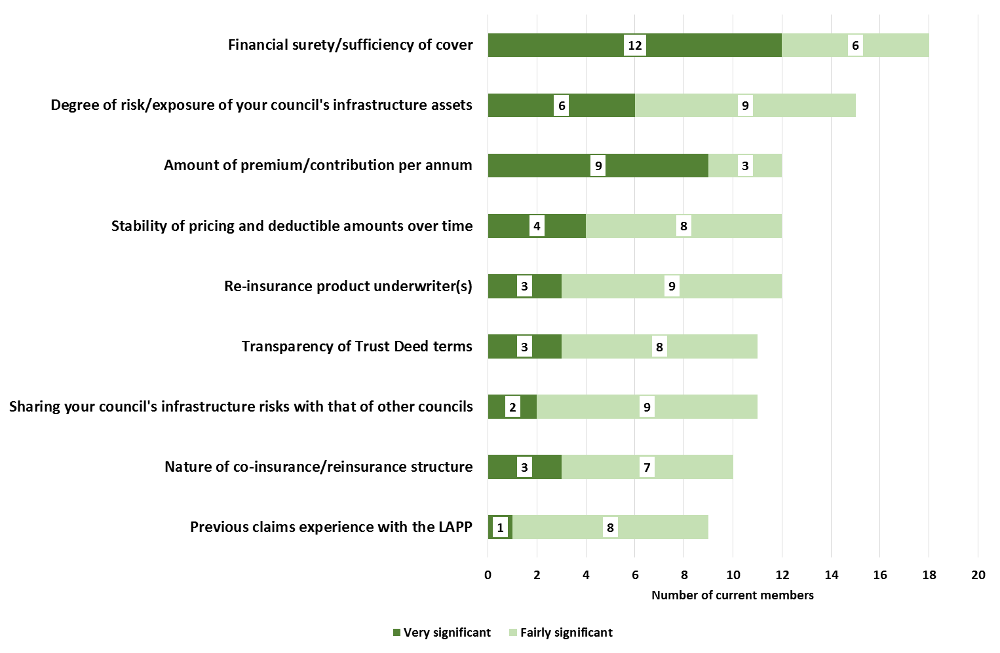 Financial surety/sufficiency of cover
12
6
Degree of risk/exposure of your council's infrastructure assets
6
9
Amount of premium/contribution per annum
9
3
Stability of pricing and deductible amounts over time
4
8
Re-insurance product underwriter(s)
3
9
Transparency of Trust Deed terms
3
8
Sharing your council's infrastructure risks with that of other councils
2
9
Nature of co-insurance/reinsurance structure
3
7
Previous claims experience with the LAPP
1
8
0 2 4 6 8 10 12 14 16 18 20
Number of current members
Very significant
Fairly significant